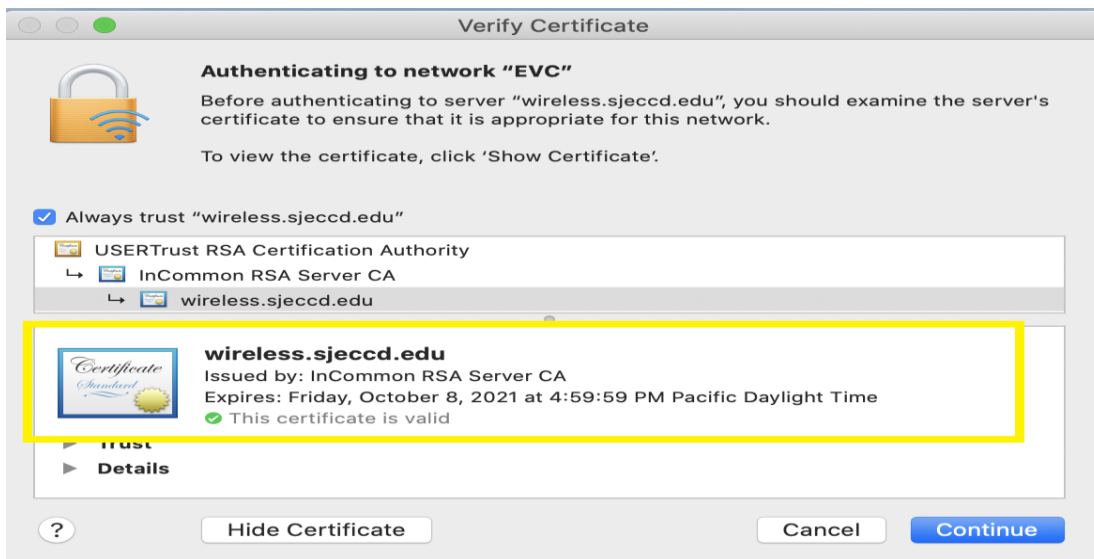 Verify Certificate
Authenticating to network “EVC”
Before authenticating to server “wireless.sjeccd.edu”, you should examine the server's
certificate to ensure that it is appropriate for this network.
To view the certificate, click ‘Show Certificate’.
Always trust “wireless.sjeccd.edu”
USERTrust RSA Certification Authority
InCommon RSA Server CA
wireless.sjeccd.edu
Certificate
Standard
wireless.sjeccd.edu
Issued by: InCommon RSA Server CA
Expires: Friday, October 8, 2021 at 4:59:59 PM Pacific Daylight Time
This certificate is valid
Trust
Details
?
Hide Certificate
Cancel
Continue